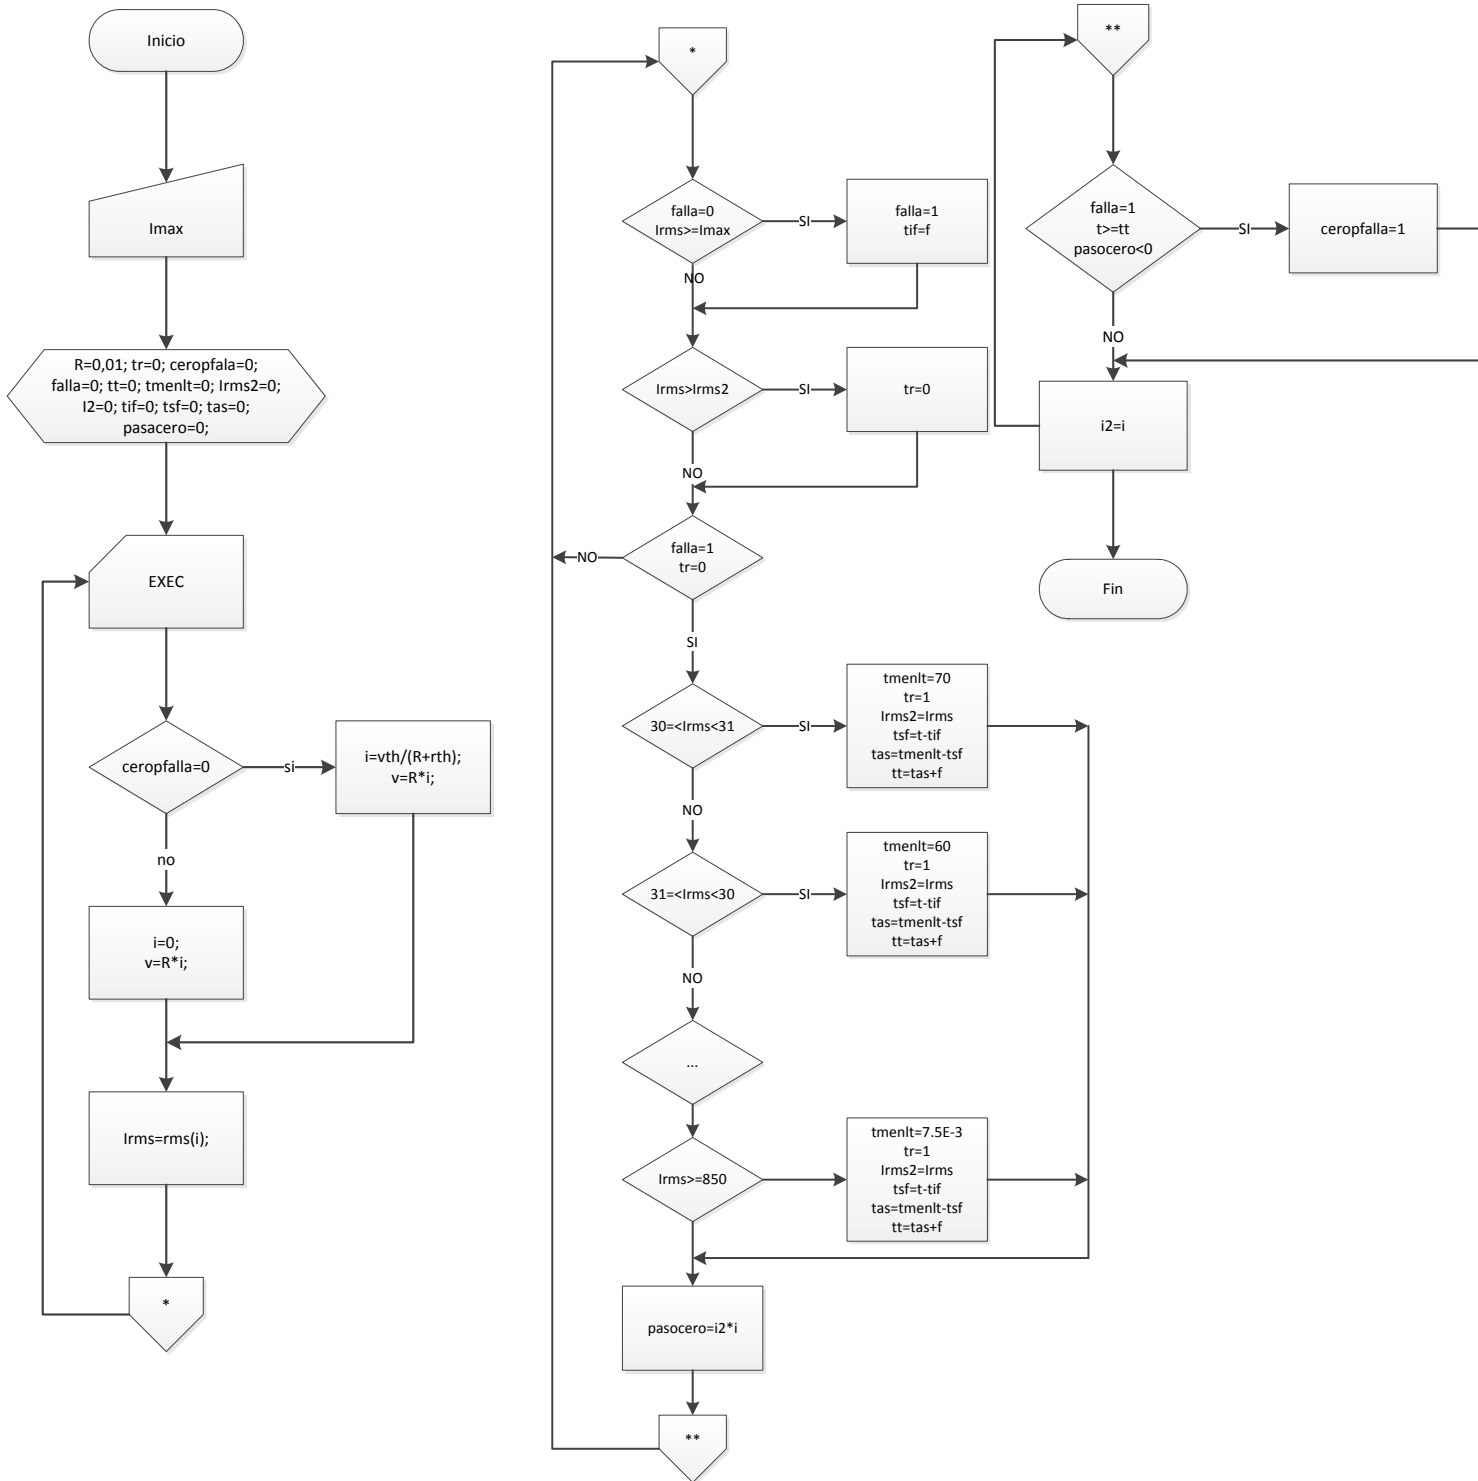 Inicio
Imax
R=0,01; tr=0; ceropfala=0;
falla=0; tt=0; tmenlt=0; Irms2=0;
I2=0; tif=0; tsf=0; tas=0;
pasacero=0;
EXEC
ceropfalla=0
si
i=vth/(R+rth);
v=R*i;
no
i=0;
v=R*i;
Irms=rms(i);
*
*
falla=0
Irms>=Imax
SI
falla=1
tif=f
NO
Irms>Irms2
SI
tr=0
NO
falla=1
tr=0
NO
SI
30=<Irms<31
SI
tmenlt=70
tr=1
Irms2=Irms
tsf=t-tif
tas=tmenlt-tsf
tt=tas+f
NO
31=<Irms<30
SI
tmenlt=60
tr=1
Irms2=Irms
tsf=t-tif
tas=tmenlt-tsf
tt=tas+f
NO
...
Irms>=850
tmenlt=7.5E-3
tr=1
Irms2=Irms
tsf=t-tif
tas=tmenlt-tsf
tt=tas+f
pasocero=i2*i
**
**
falla=1
t>=tt
pasocero<0
SI
ceropfalla=1
NO
i2=i
Fin